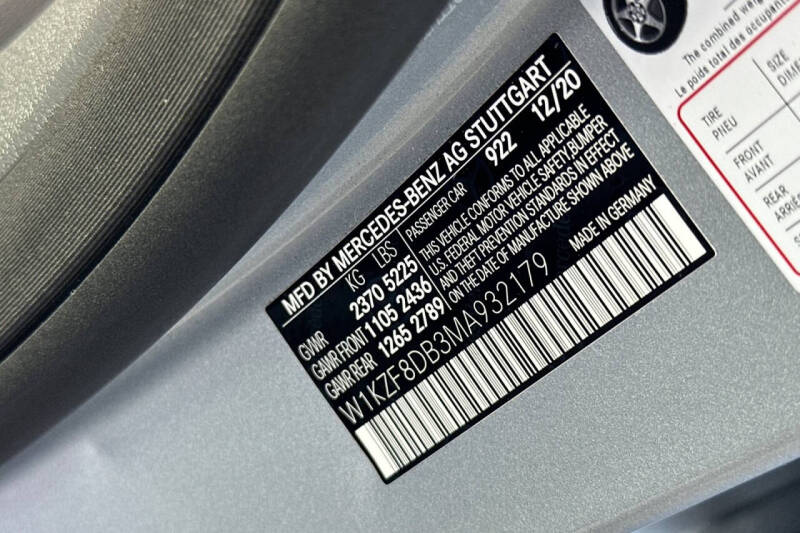 MFD BY MERCEDES-BENZ AG STUTTGART
KG LBS
GVWR 2370 5225
GAWR FRONT 1105 2436
GAWR REAR 1265 2789
PASSENGER CAR 922 12/20
THIS VEHICLE CONFORMS TO ALL APPLICABLE
U.S. FEDERAL MOTOR VEHICLE SAFETY, BUMPER
AND THEFT PREVENTION STANDARDS IN EFFECT
ON THE DATE OF MANUFACTURE SHOWN ABOVE
W1KZF8DB3MA932179 MADE IN GERMANY
The combined
Le poids total des
TIRE
PNEU
SIZE
FRONT
AVANT
REAR